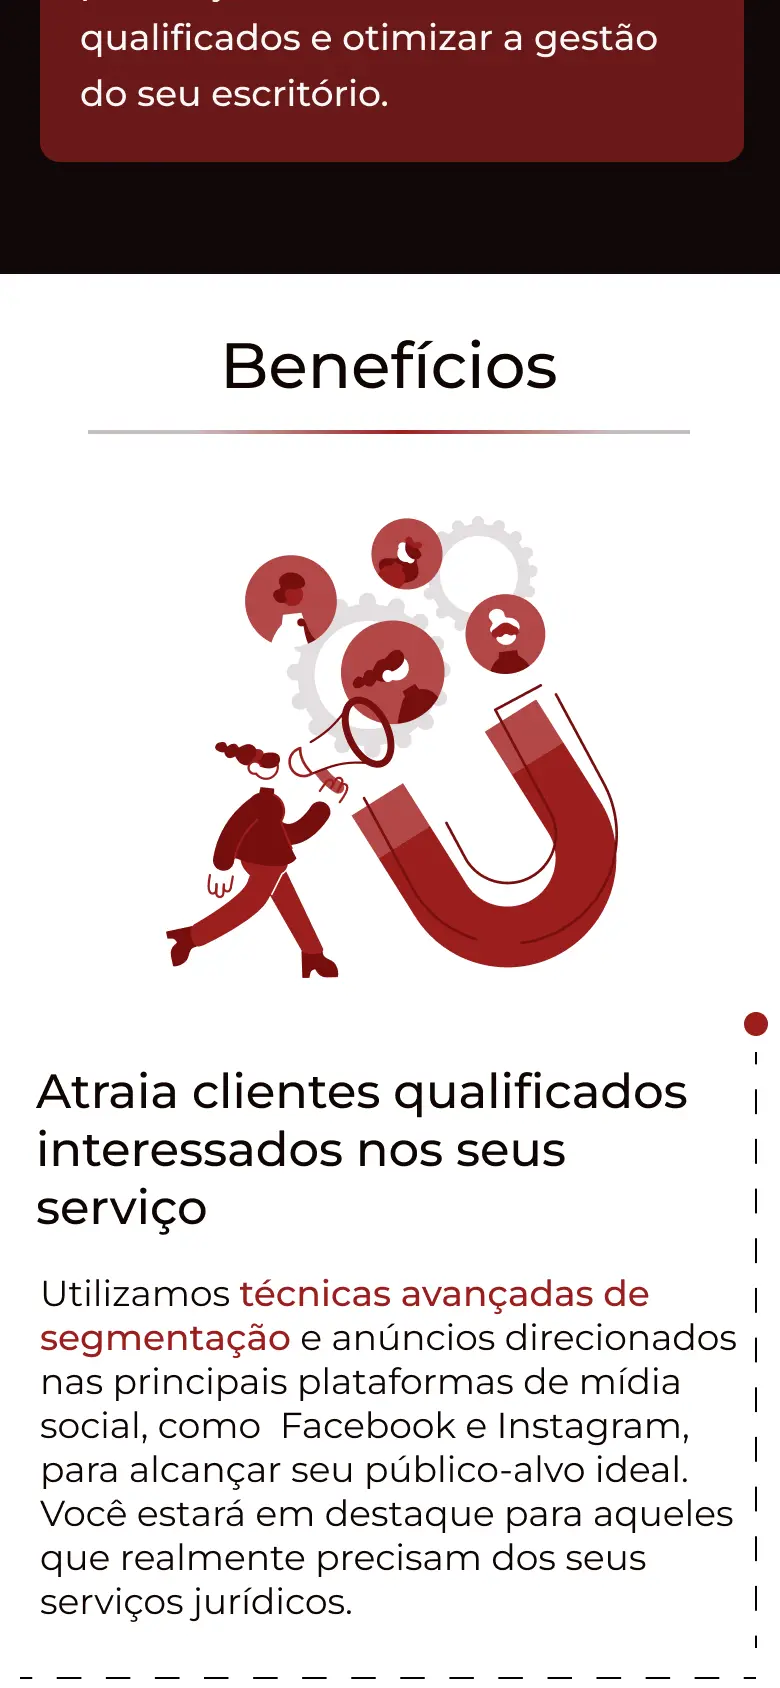 qualificados e otimizar a gestão
do seu escritório.
Benefícios
Atraia clientes qualificados
interessados nos seus
serviço
Utilizamos técnicas avançadas de
segmentação e anúncios direcionados
nas principais plataformas de mídia
social, como  Facebook e Instagram,
para alcançar seu público-alvo ideal.
Você estará em destaque para aqueles
que realmente precisam dos seus
serviços jurídicos.